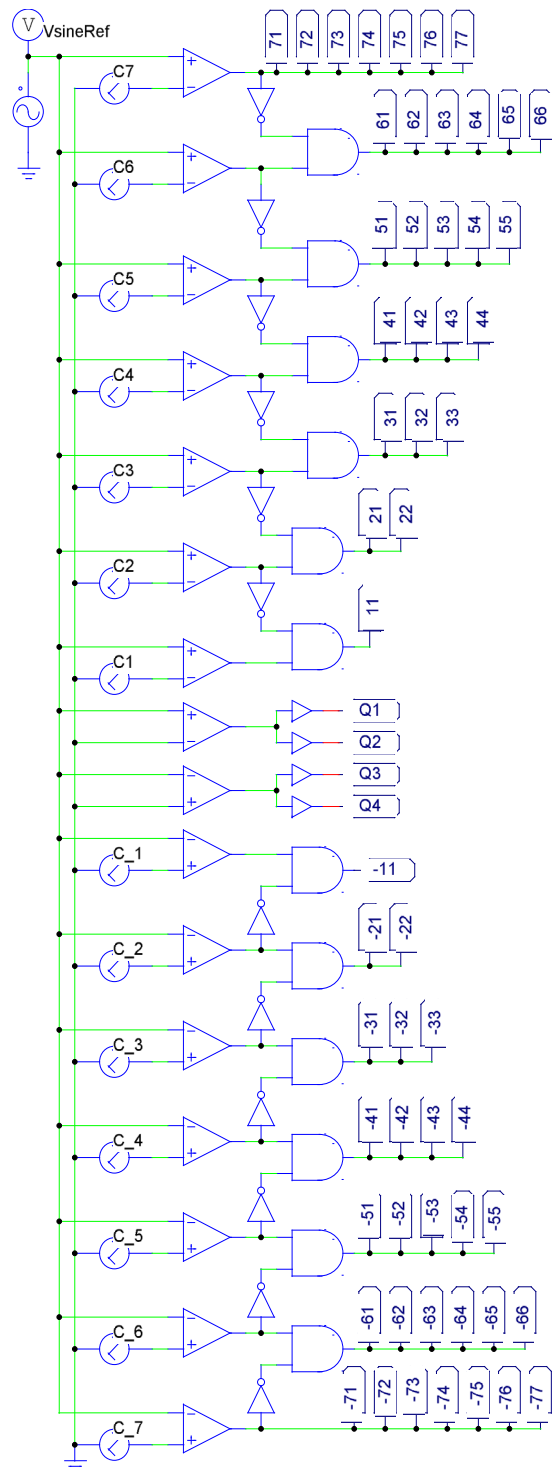 V VsineRef
71 72 73 74 75 76 77
C7
+
−
61 62 63 64 65 66
C6
+
−
51 52 53 54 55
C5
+
−
41 42 43 44
C4
+
−
31 32 33
C3
+
−
21 22
C2
+
−
11
C1
+
−
Q1
+
−
Q2
Q3
+
−
Q4
C_1
−
+
-11
C_2
−
+
-21 -22
C_3
−
+
-31 -32 -33
C_4
−
+
-41 -42 -43 -44
C_5
−
+
-51 -52 -53 -54 -55
C_6
−
+
-61 -62 -63 -64 -65 -66
C_7
−
+
-71 -72 -73 -74 -75 -76 -77